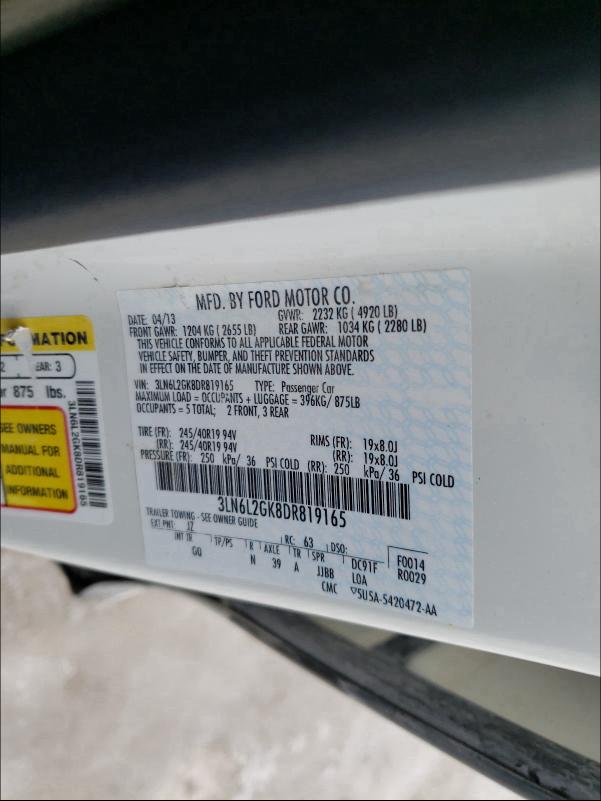 MFD. BY FORD MOTOR CO.
DATE: 04/13 GVWR: 2232 KG ( 4920 LB)
FRONT GAWR: 1204 KG ( 2655 LB) REAR GAWR: 1034 KG ( 2280 LB)
THIS VEHICLE CONFORMS TO ALL APPLICABLE FEDERAL MOTOR
VEHICLE SAFETY, BUMPER, AND THEFT PREVENTION STANDARDS
IN EFFECT ON THE DATE OF MANUFACTURE SHOWN ABOVE.
VIN: 3LN6L2GK8DR819165 TYPE: Passenger Car
MAXIMUM LOAD = OCCUPANTS + LUGGAGE = 396KG/ 875LB
OCCUPANTS = 5 TOTAL; 2 FRONT, 3 REAR
TIRE (FR): 245/40R19 94V RIMS (FR): 19x8.0J
(RR): 245/40R19 94V (RR): 19x8.0J
PRESSURE (FR): 250 kPa/ 36 PSI COLD (RR): 250 kPa/ 36 PSI COLD
3LN6L2GK8DR819165
TRAILER TOWING - SEE OWNER GUIDE
EXT PNT: JZ RC: 63 DSO: F0014
INT TR TP/PS R AXLE TR SPR DC91F R0029
GO N 39 A JJBB LOA
CMC ▽5USA-5420472-AA
MATION
2 EAR: 3
or 875 lbs.
SEE OWNERS
MANUAL FOR
ADDITIONAL
INFORMATION
3LN6L2GK8DR819165